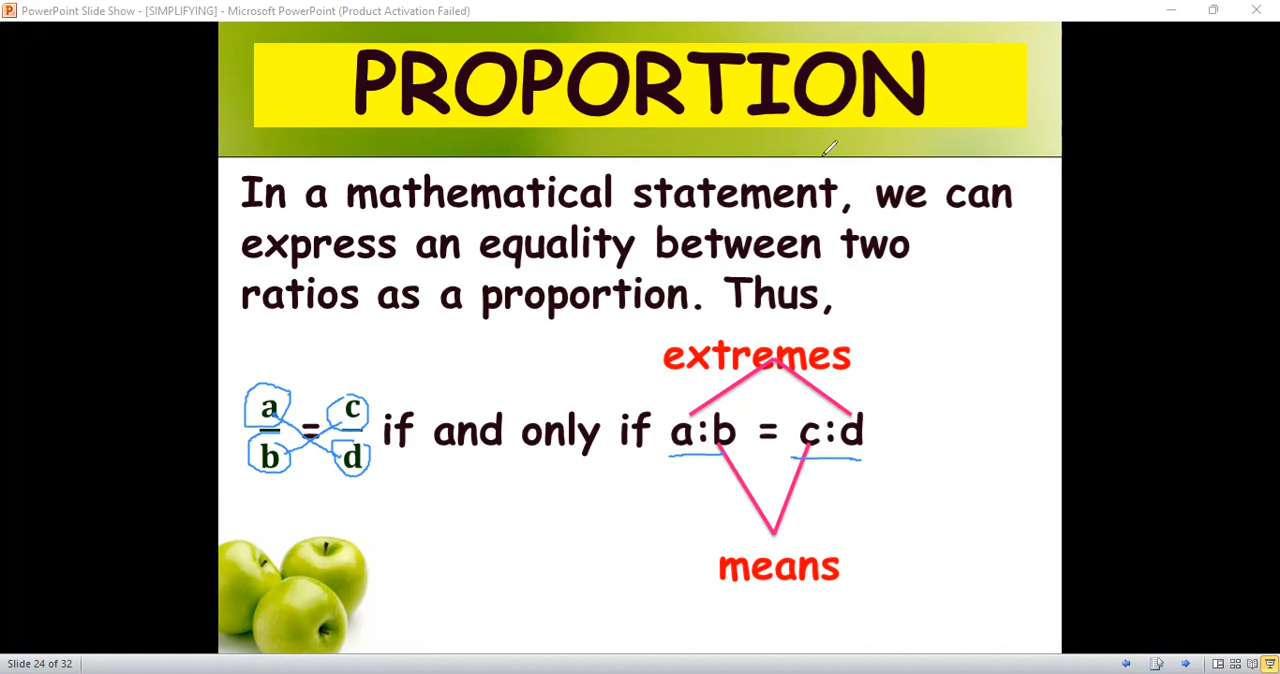 PowerPoint Slide Show - [SIMPLIFYING] - Microsoft PowerPoint (Product Activation Failed)
PROPORTION
In a mathematical statement, we can
express an equality between two
ratios as a proportion. Thus,
extremes
a/b = c/d if and only if a:b = c:d
means
Slide 24 of 32